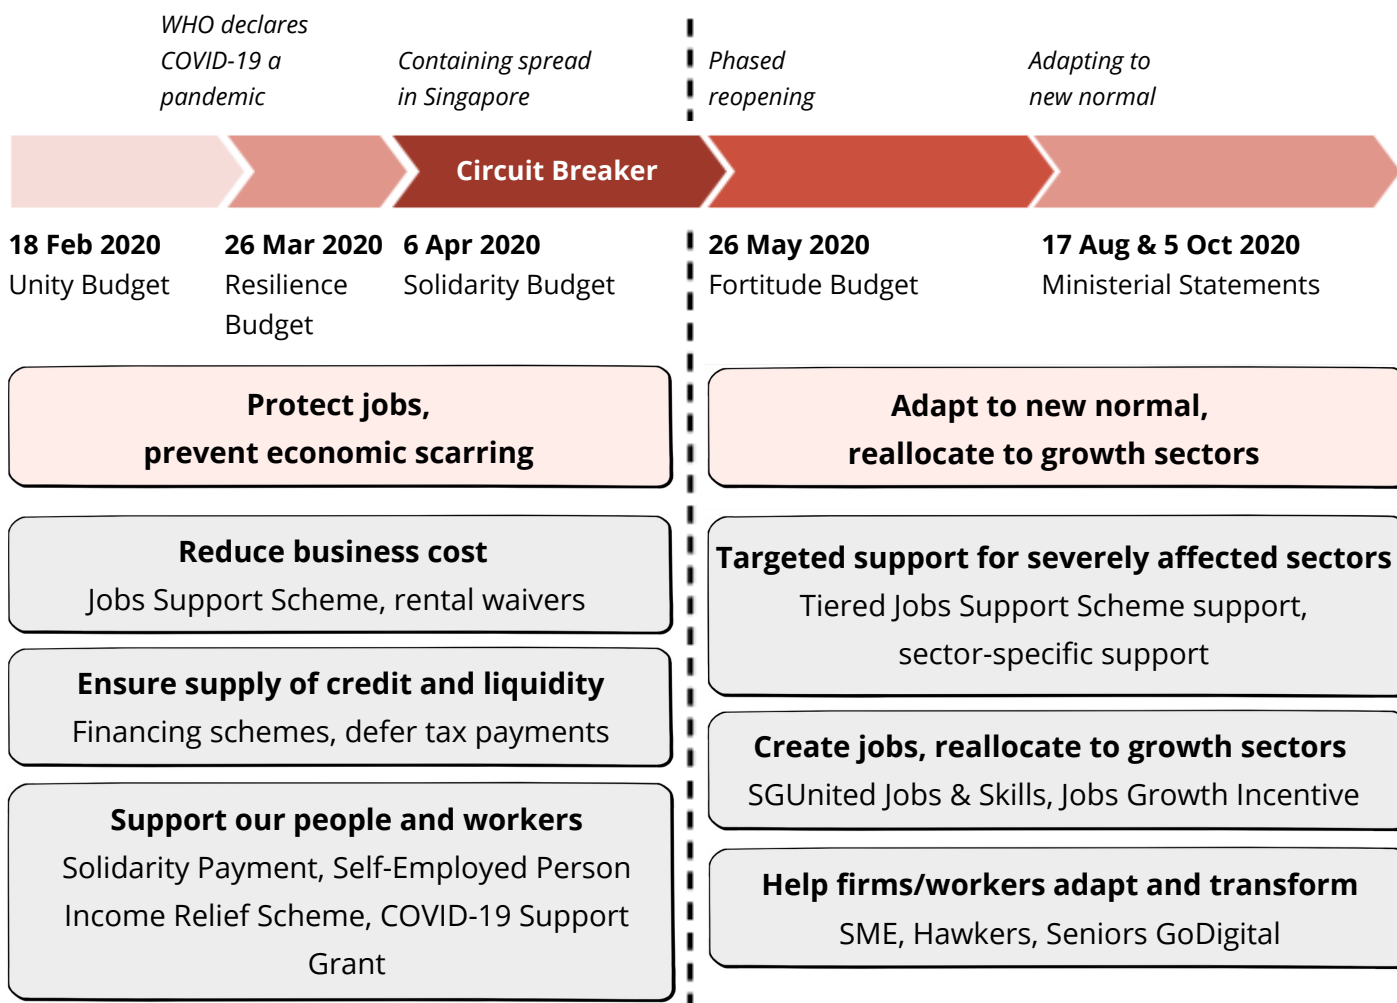 WHO declares
COVID-19 a
pandemic
Containing spread
in Singapore
Phased
reopening
Adapting to
new normal
Circuit Breaker
18 Feb 2020
Unity Budget
26 Mar 2020
Resilience
Budget
6 Apr 2020
Solidarity Budget
26 May 2020
Fortitude Budget
17 Aug & 5 Oct 2020
Ministerial Statements
Protect jobs,
prevent economic scarring
Reduce business cost
Jobs Support Scheme, rental waivers
Ensure supply of credit and liquidity
Financing schemes, defer tax payments
Support our people and workers
Solidarity Payment, Self-Employed Person
Income Relief Scheme, COVID-19 Support
Grant
Adapt to new normal,
reallocate to growth sectors
Targeted support for severely affected sectors
Tiered Jobs Support Scheme support,
sector-specific support
Create jobs, reallocate to growth sectors
SGUnited Jobs & Skills, Jobs Growth Incentive
Help firms/workers adapt and transform
SME, Hawkers, Seniors GoDigital